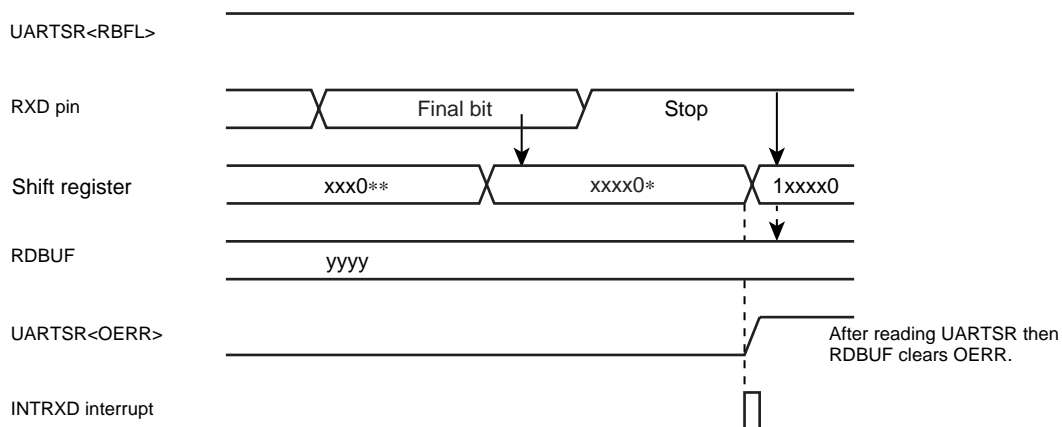 UARTSR<RBFL>
RXD pin
Final bit
Stop
Shift register
xxx0∗∗
xxxx0∗
1xxxx0
RDBUF
yyyy
UARTSR<OERR>
After reading UARTSR then
RDBUF clears OERR.
INTRXD interrupt